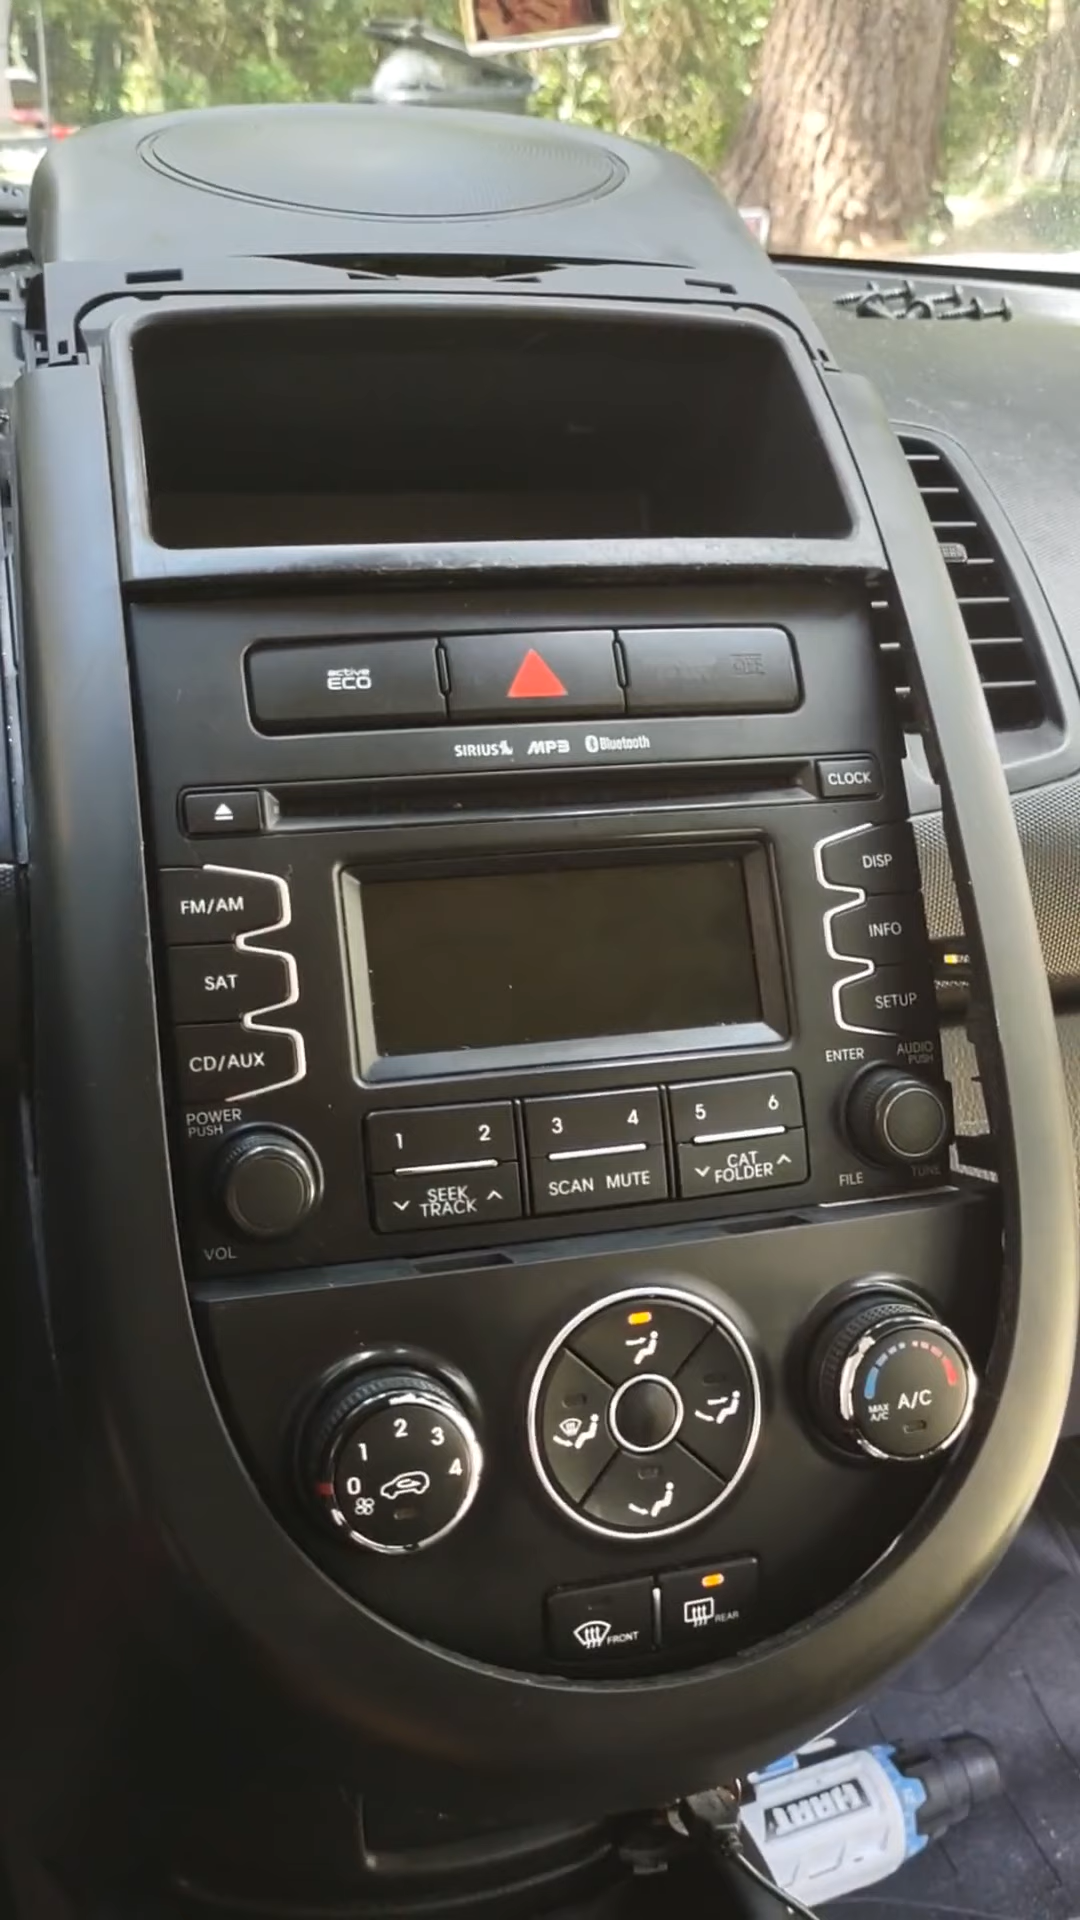 active
ECO
OFF
SIRIUS MP3 Bluetooth
CLOCK
FM/AM
DISP
SAT
INFO
CD/AUX
SETUP
POWER
PUSH
VOL
ENTER
AUDIO
PUSH
FILE
TUNE
1 2 3 4 5 6
SEEK
TRACK
SCAN MUTE
CAT
FOLDER
0 1 2 3 4
MAX
A/C
A/C
FRONT
REAR
HART